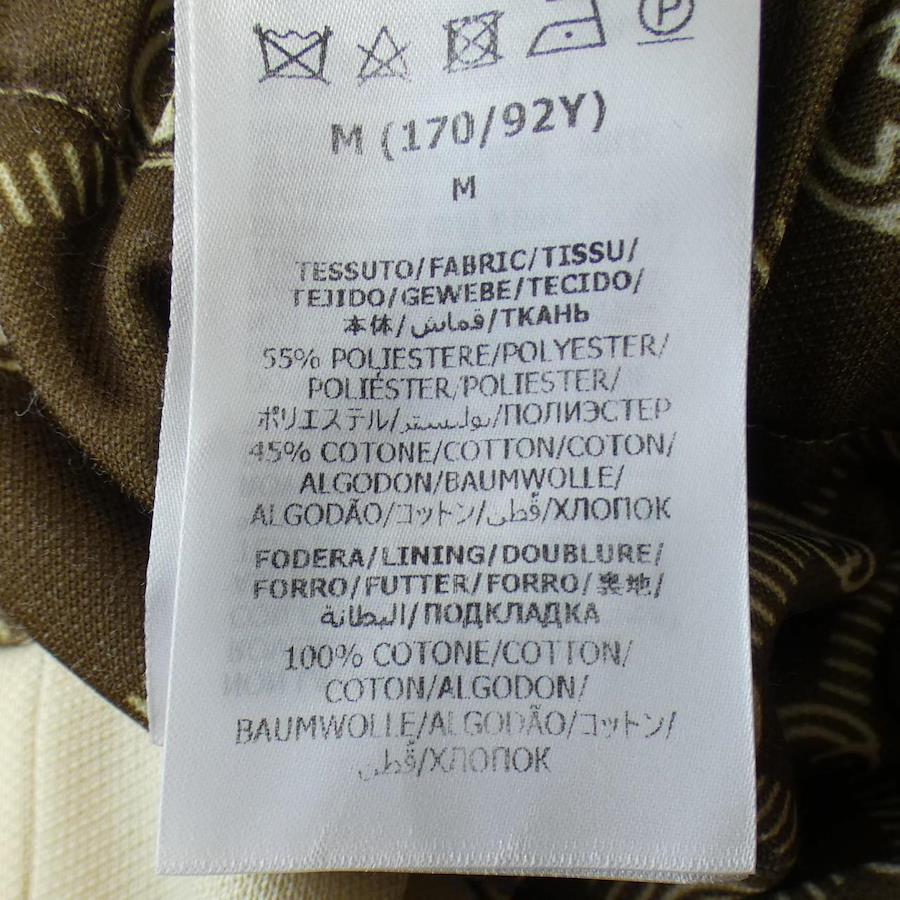 P
M (170/92Y)
M
TESSUTO/FABRIC/TISSU/
TEJIDO/GEWEBE/TECIDO/
本体/قماش/ТКАНЬ
55% POLIESTERE/POLYESTER/
POLIÉSTER/POLIESTER/
ポリエステル/بوليستر/ПОЛИЭСТЕР
45% COTONE/COTTON/COTON/
ALGODON/BAUMWOLLE/
ALGODÃO/コットン/قطن/ХЛОПОК
FODERA/LINING/DOUBLURE/
FORRO/FUTTER/FORRO/裏地/
البطانة/ПОДКЛАДКА
100% COTONE/COTTON/
COTON/ALGODON/
BAUMWOLLE/ALGODÃO/コットン/
قطن/ХЛОПОК